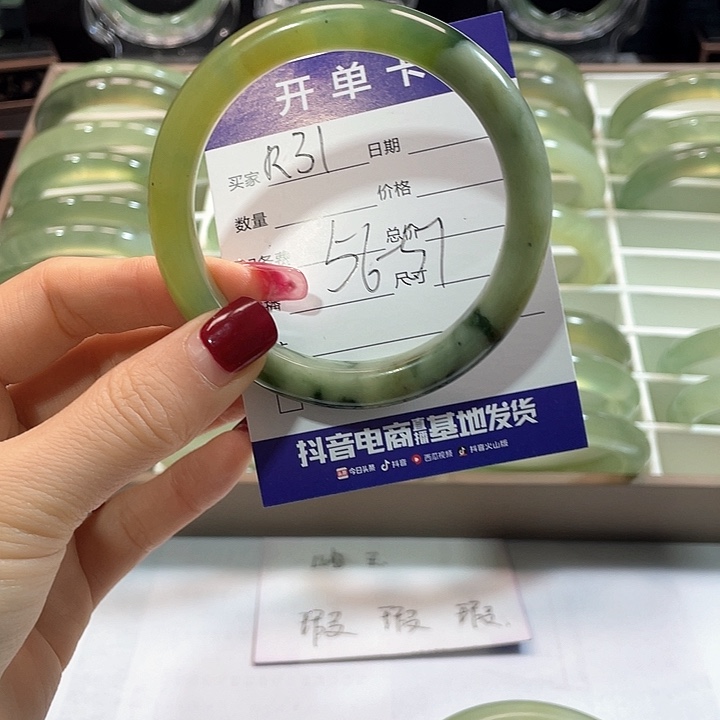 开单卡
买家 R31 日期
数量 价格
总价
56-57 尺寸
抖音电商直播基地发货
今日头条 抖音 西瓜视频 抖音火山版
瑕 瑕 瑕